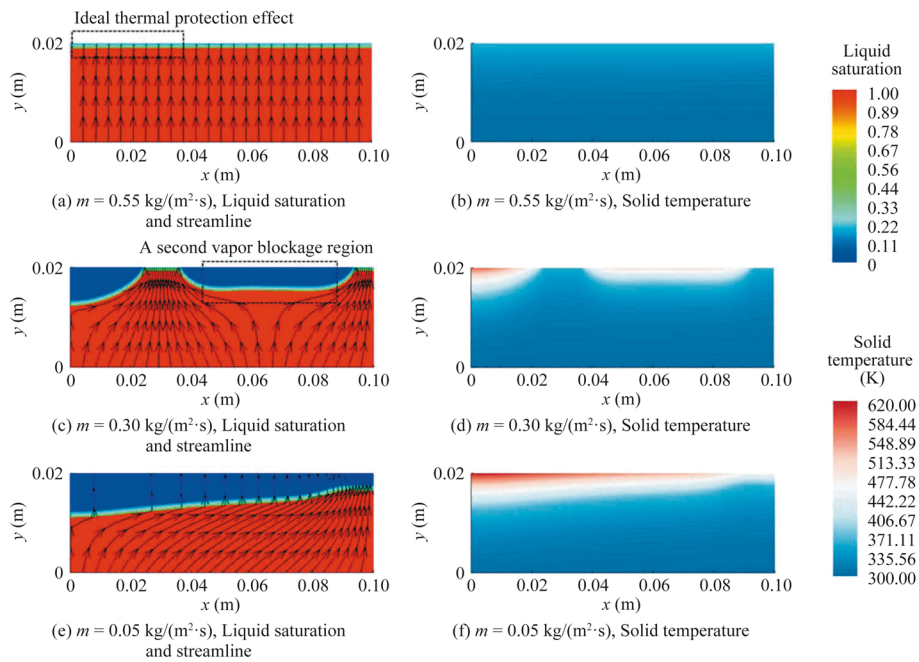 Ideal thermal protection effect
0.02
y (m)
0
0 0.02 0.04 0.06 0.08 0.10
x (m)
(a) m = 0.55 kg/(m²·s), Liquid saturation
and streamline
0.02
y (m)
0
0 0.02 0.04 0.06 0.08 0.10
x (m)
(b) m = 0.55 kg/(m²·s), Solid temperature
Liquid
saturation
1.00
0.89
0.78
0.67
0.56
0.44
0.33
0.22
0.11
0
A second vapor blockage region
0.02
y (m)
0
0 0.02 0.04 0.06 0.08 0.10
x (m)
(c) m = 0.30 kg/(m²·s), Liquid saturation
and streamline
0.02
y (m)
0
0 0.02 0.04 0.06 0.08 0.10
x (m)
(d) m = 0.30 kg/(m²·s), Solid temperature
Solid
temperature
(K)
620.00
584.44
548.89
513.33
477.78
442.22
406.67
371.11
335.56
300.00
0.02
y (m)
0
0 0.02 0.04 0.06 0.08 0.10
x (m)
(e) m = 0.05 kg/(m²·s), Liquid saturation
and streamline
0.02
y (m)
0
0 0.02 0.04 0.06 0.08 0.10
x (m)
(f) m = 0.05 kg/(m²·s), Solid temperature